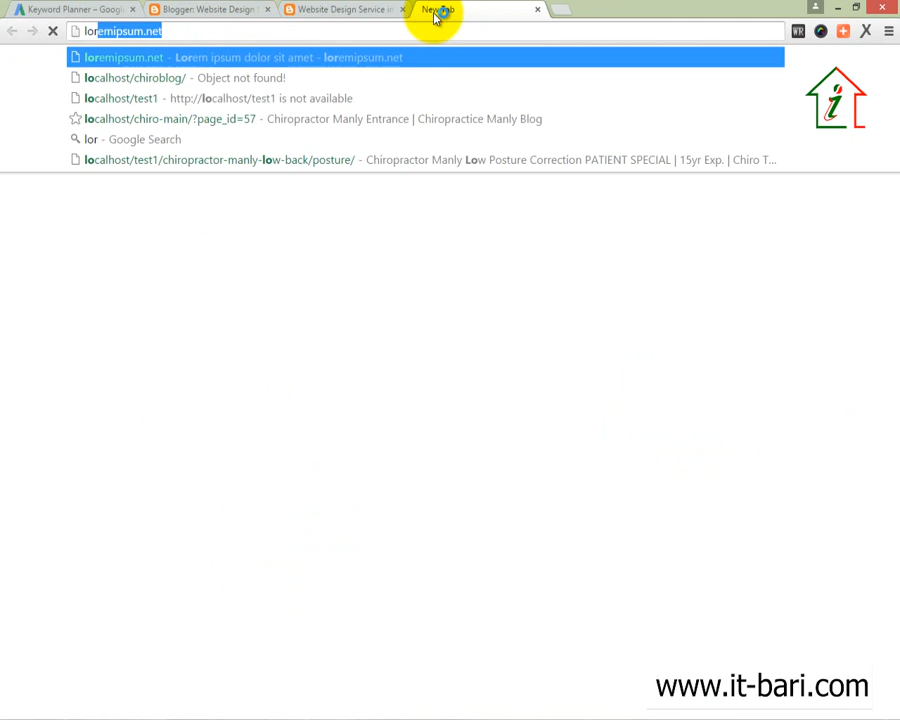 Keyword Planner – Googl
Blogger: Website Design
Website Design Service in
New Tab
loremipsum.net
loremipsum.net - Lorem ipsum dolor sit amet - loremipsum.net
localhost/chiroblog/ - Object not found!
localhost/test1 - http://localhost/test1 is not available
localhost/chiro-main/?page_id=57 - Chiropractor Manly Entrance | Chiropractice Manly Blog
lor - Google Search
localhost/test1/chiropractor-manly-low-back/posture/ - Chiropractor Manly Low Posture Correction PATIENT SPECIAL | 15yr Exp. | Chiro T...
WR
i
www.it-bari.com